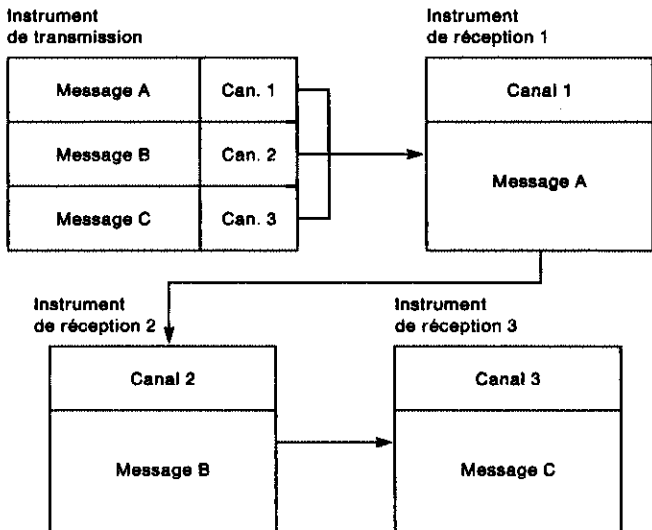 Instrument
de transmission
Message A
Can. 1
Message B
Can. 2
Message C
Can. 3
Instrument
de réception 1
Canal 1
Message A
Instrument
de réception 2
Canal 2
Message B
Instrument
de réception 3
Canal 3
Message C